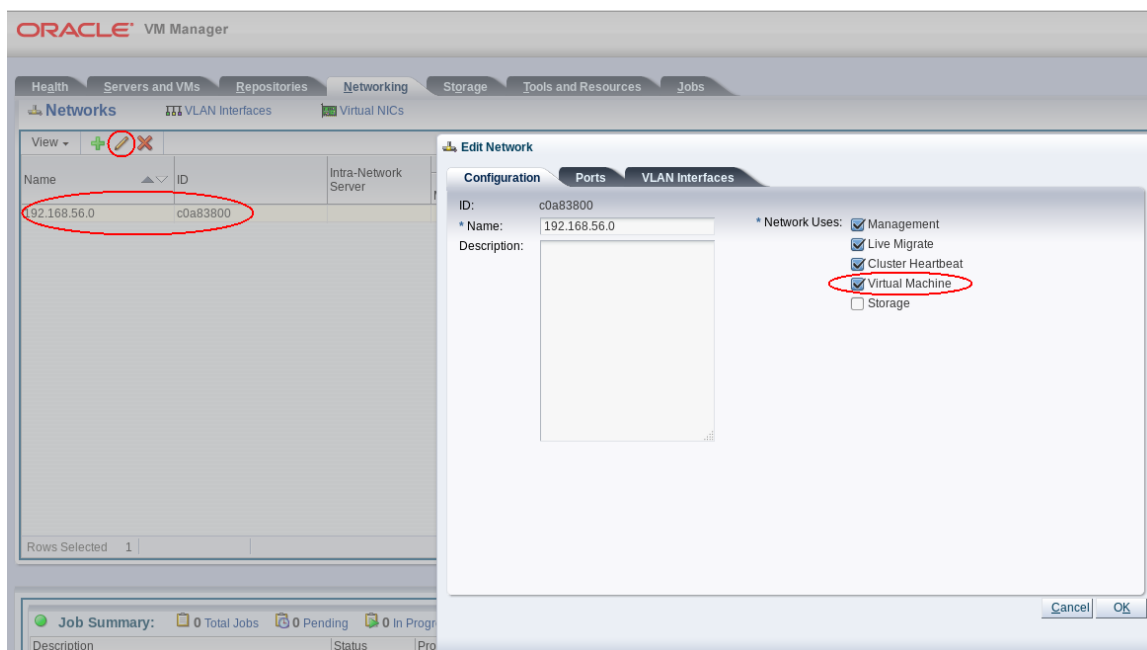 ORACLE VM Manager
Health Servers and VMs Repositories Networking Storage Tools and Resources Jobs
Networks VLAN Interfaces Virtual NICs
View
Name ID Intra-Network Server
192.168.56.0 c0a83800
Rows Selected 1
Edit Network
Configuration Ports VLAN Interfaces
ID: c0a83800
* Name: 192.168.56.0
Description:
* Network Uses: Management
Live Migrate
Cluster Heartbeat
Virtual Machine
Storage
Cancel OK
Job Summary: 0 Total Jobs 0 Pending 0 In Progr
Description Status Pro